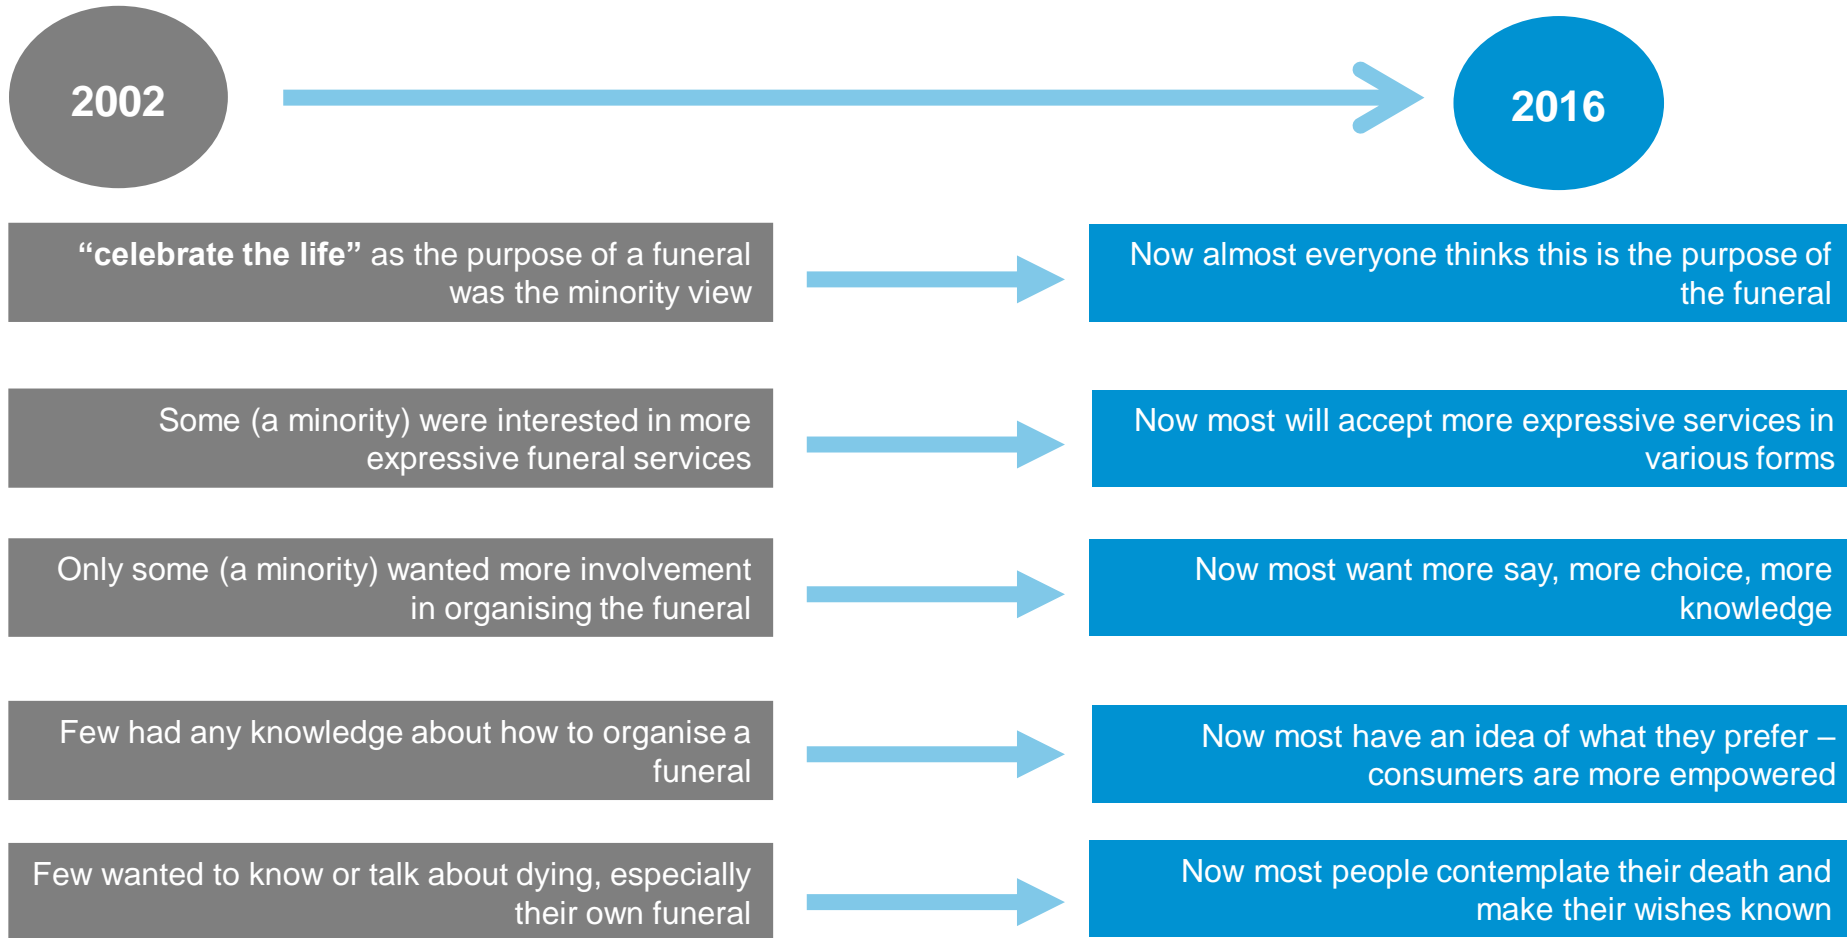 2002
2016
“celebrate the life” as the purpose of a funeral
was the minority view
Now almost everyone thinks this is the purpose of
the funeral
Some (a minority) were interested in more
expressive funeral services
Now most will accept more expressive services in
various forms
Only some (a minority) wanted more involvement
in organising the funeral
Now most want more say, more choice, more
knowledge
Few had any knowledge about how to organise a
funeral
Now most have an idea of what they prefer –
consumers are more empowered
Few wanted to know or talk about dying, especially
their own funeral
Now most people contemplate their death and
make their wishes known